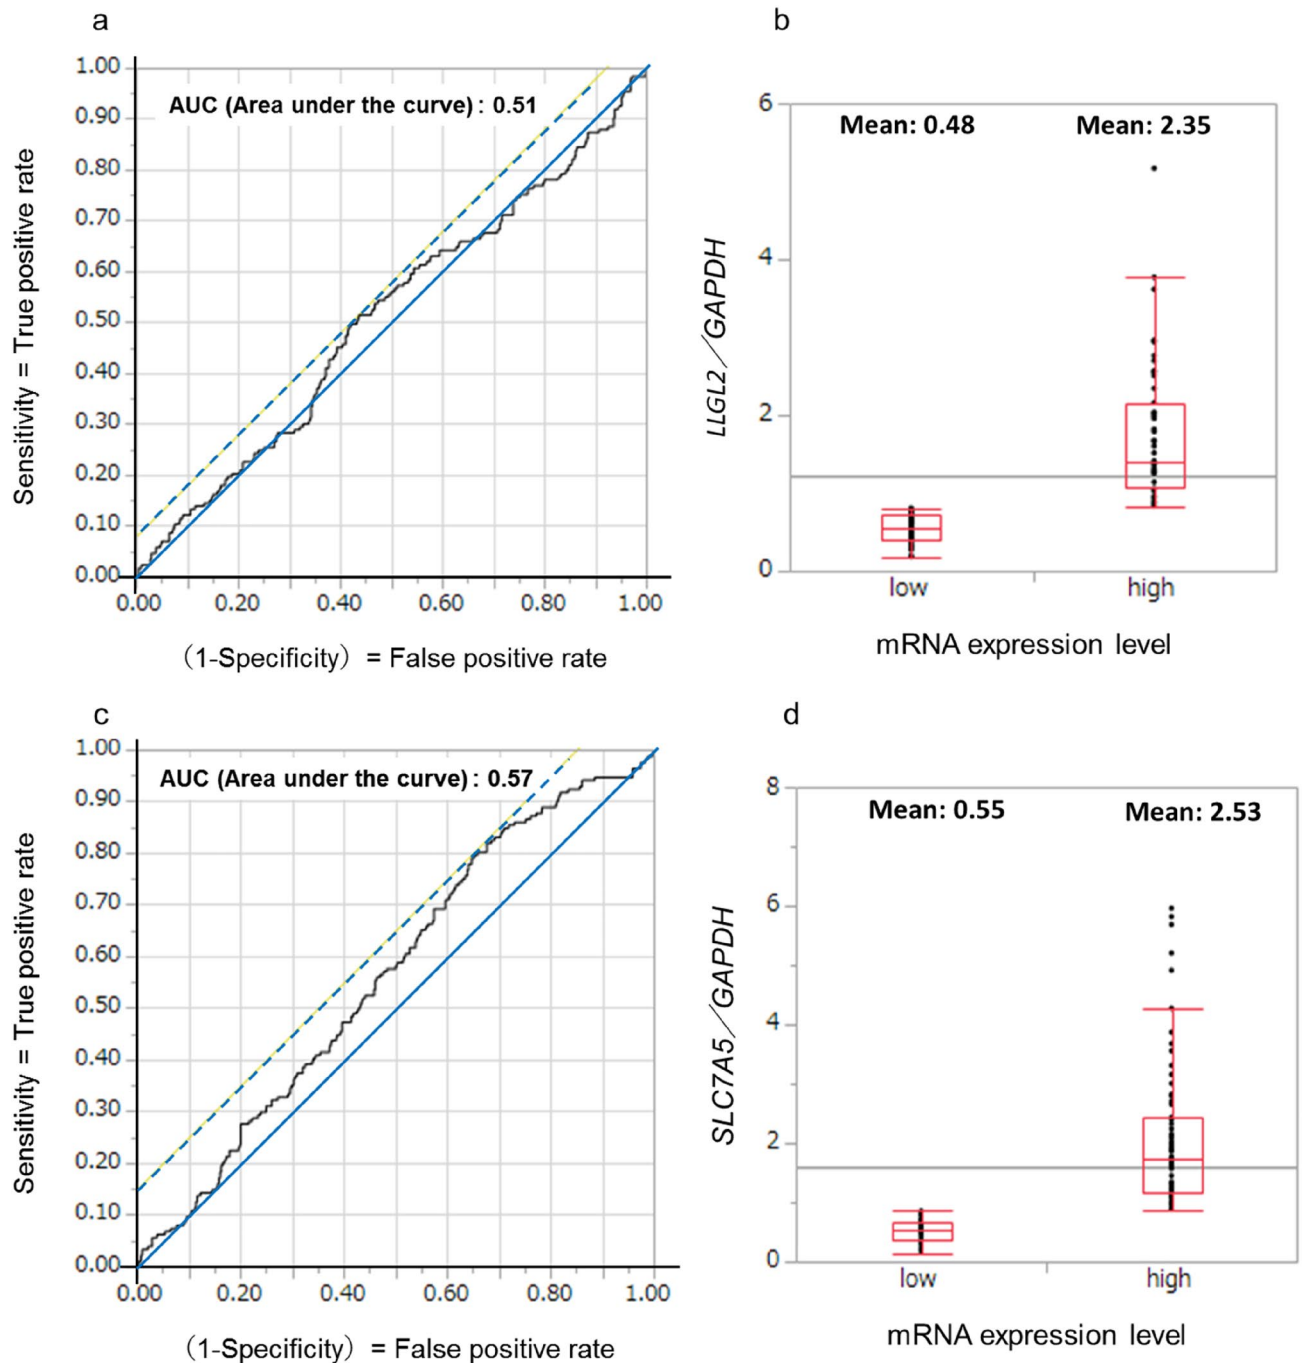 a
AUC (Area under the curve) : 0.51
Sensitivity = True positive rate
1.00
0.90
0.80
0.70
0.60
0.50
0.40
0.30
0.20
0.10
0.00
0.00 0.20 0.40 0.60 0.80 1.00
（1-Specificity） = False positive rate
b
Mean: 0.48 Mean: 2.35
LLGL2／GAPDH
6
4
2
0
low high
mRNA expression level
c
AUC (Area under the curve) : 0.57
Sensitivity = True positive rate
1.00
0.90
0.80
0.70
0.60
0.50
0.40
0.30
0.20
0.10
0.00
0.00 0.20 0.40 0.60 0.80 1.00
（1-Specificity） = False positive rate
d
Mean: 0.55 Mean: 2.53
SLC7A5／GAPDH
8
6
4
2
0
low high
mRNA expression level